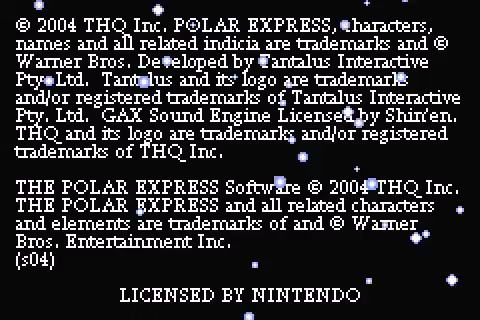 © 2004 THQ Inc. POLAR EXPRESS, characters,
names and all related indicia are trademarks and ©
Warner Bros. Developed by Tantalus Interactive
Pty. Ltd. Tantalus and its logo are trademarks
and/or registered trademarks of Tantalus Interactive
Pty. Ltd. GAX Sound Engine Licensed by Shin'en.
THQ and its logo are trademarks and/or registered
trademarks of THQ Inc.
THE POLAR EXPRESS Software © 2004 THQ Inc.
THE POLAR EXPRESS and all related characters
and elements are trademarks of and © Warner
Bros. Entertainment Inc.
(s04)
LICENSED BY NINTENDO